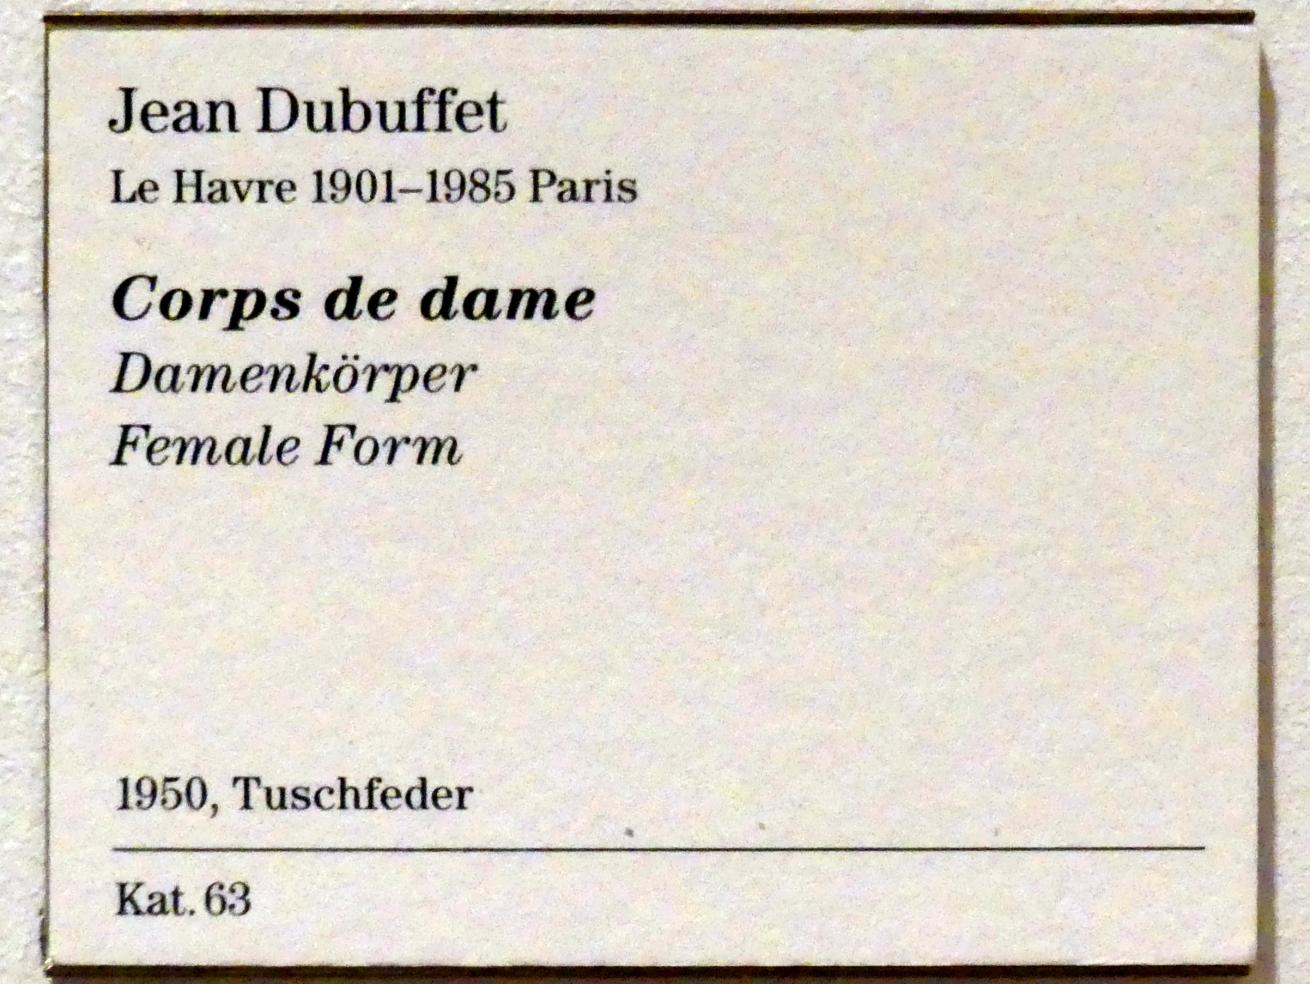 Jean Dubuffet
Le Havre 1901–1985 Paris
Corps de dame
Damenkörper
Female Form
1950, Tuschfeder
Kat. 63